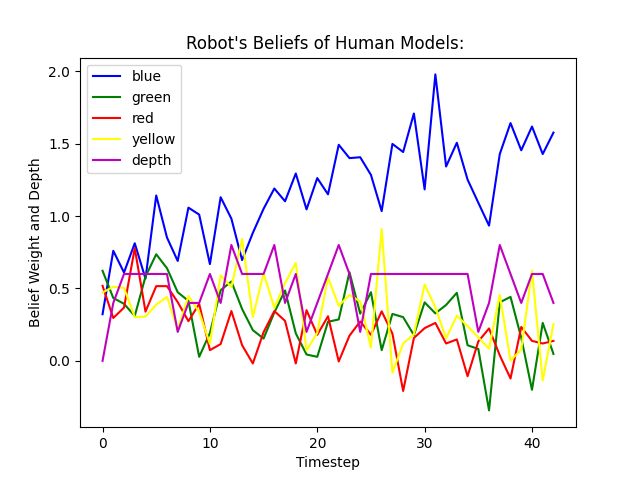 Robot's Beliefs of Human Models:
blue
green
red
yellow
depth
2.0
1.5
1.0
0.5
0.0
Belief Weight and Depth
0 10 20 30 40
Timestep